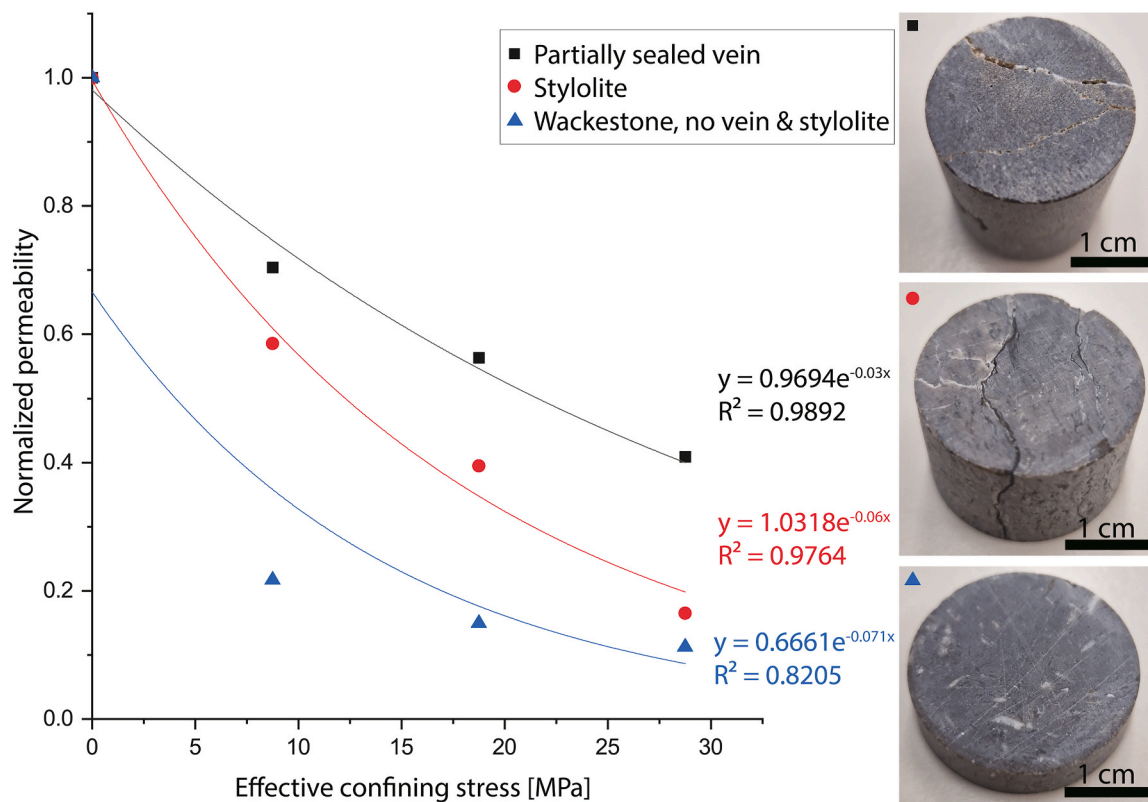 Partially sealed vein
Stylolite
Wackestone, no vein & stylolite
Normalized permeability
1.0
0.8
0.6
0.4
0.2
0.0
y = 0.9694e-0.03x
R² = 0.9892
y = 1.0318e-0.06x
R² = 0.9764
y = 0.6661e-0.071x
R² = 0.8205
0
5
10
15
20
25
30
Effective confining stress [MPa]
1 cm
1 cm
1 cm